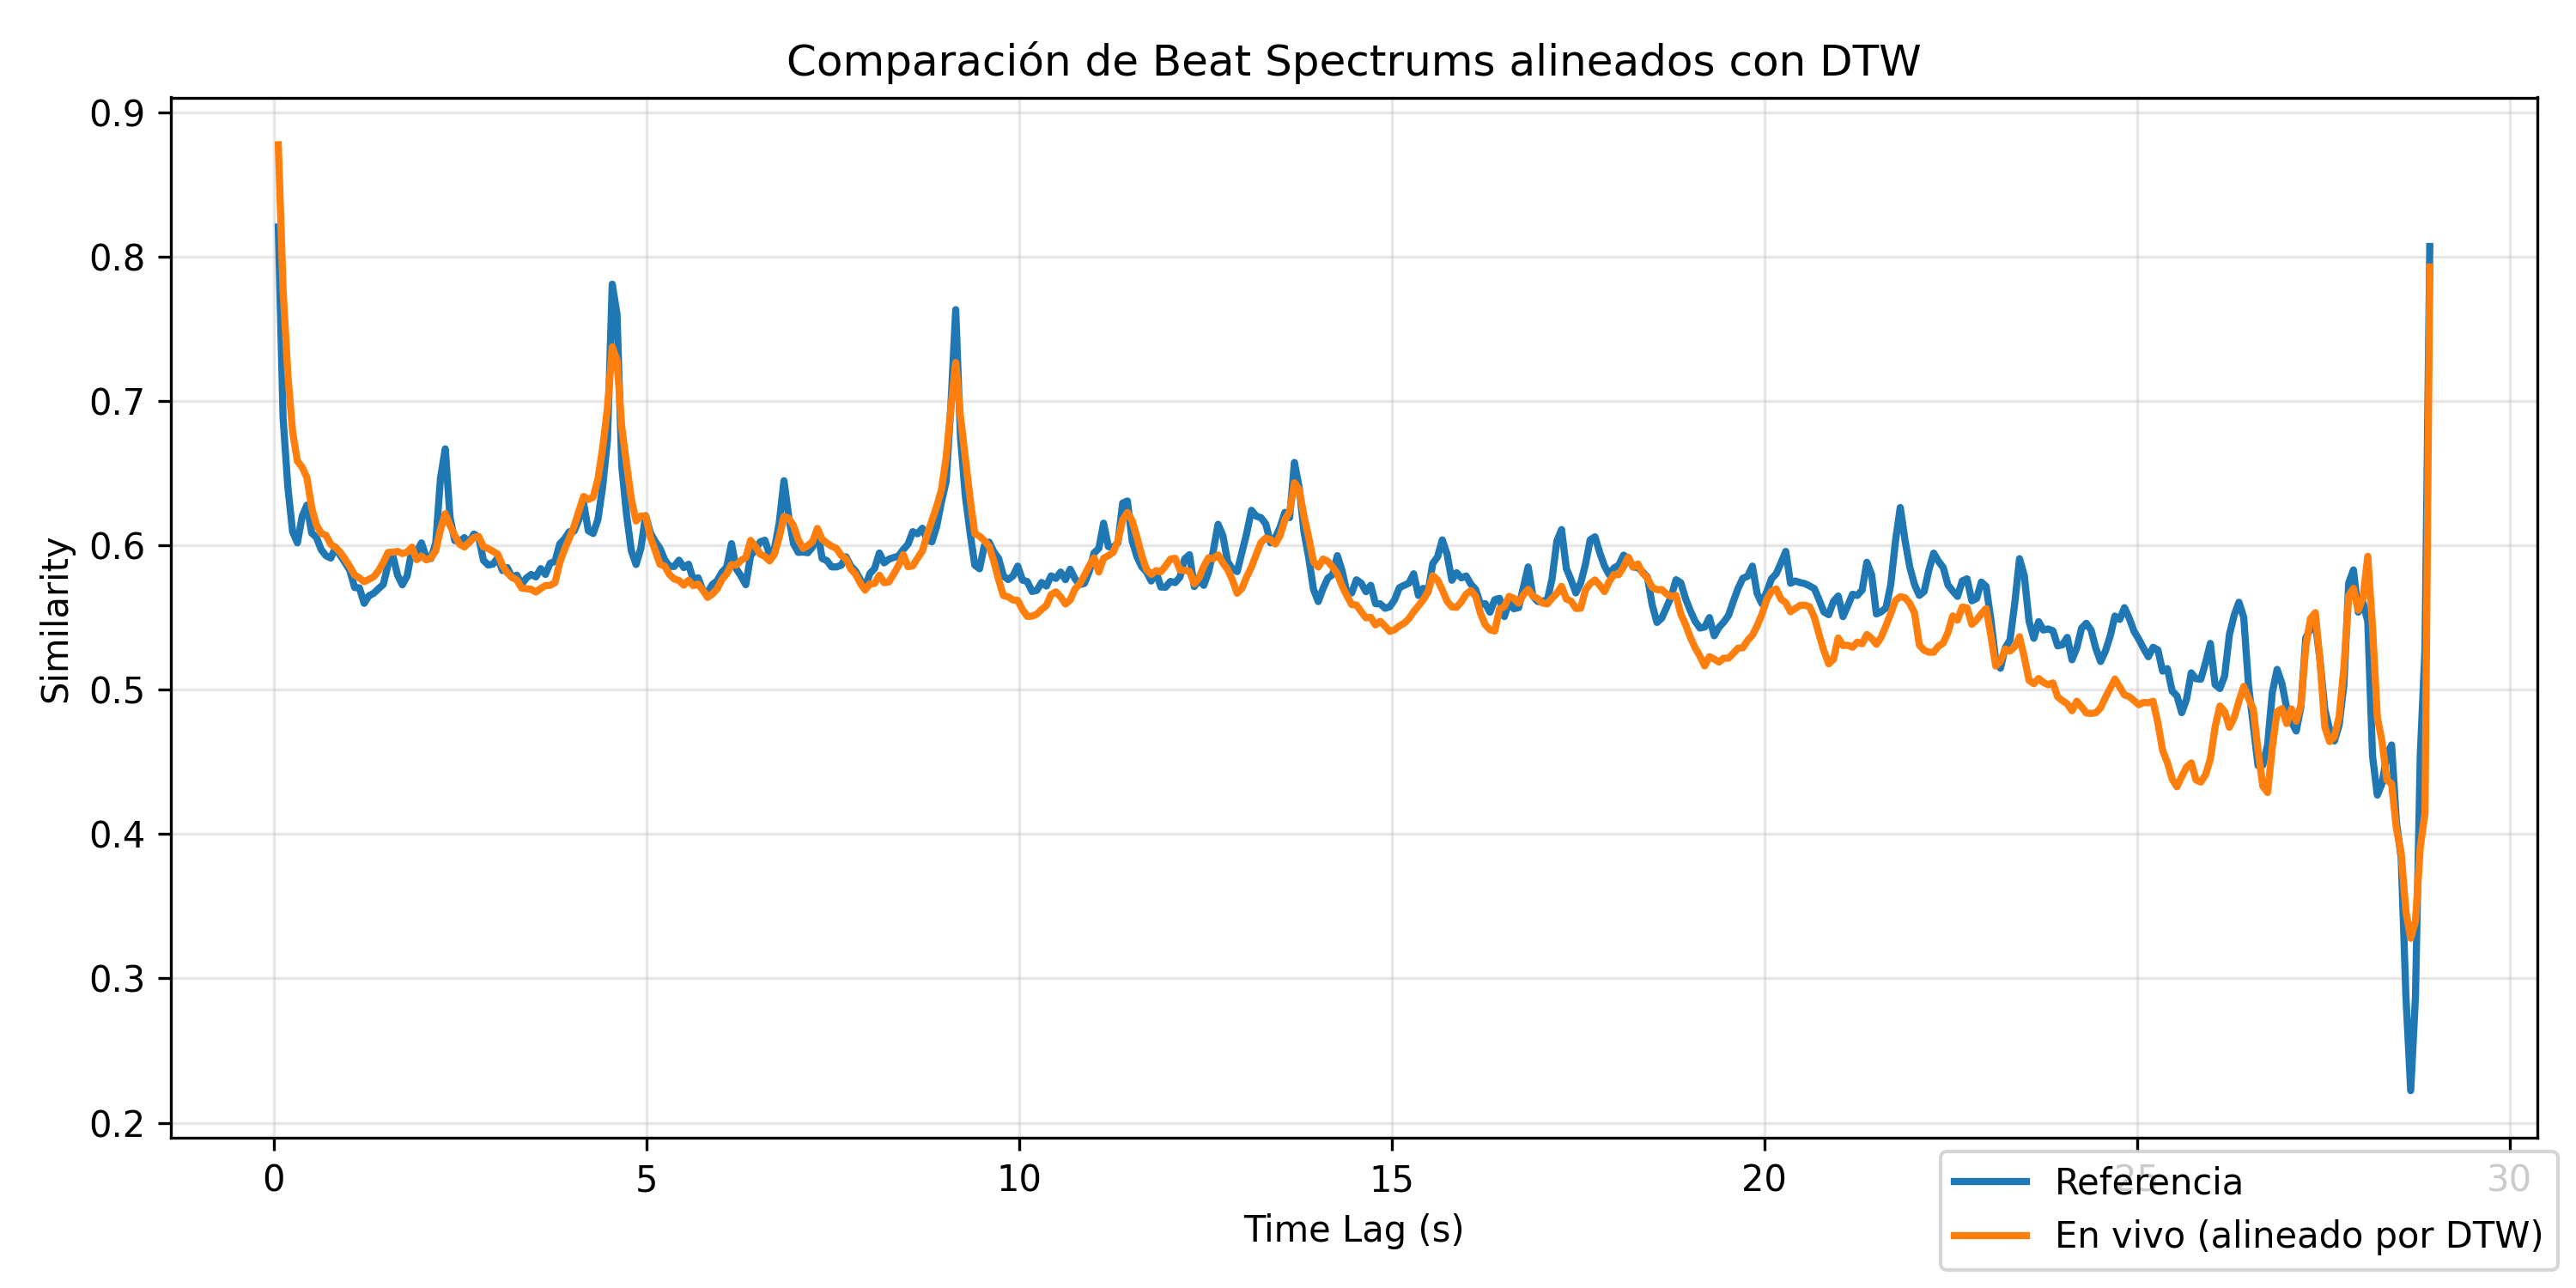 Comparación de Beat Spectrums alineados con DTW
0.9
0.8
0.7
0.6
0.5
0.4
0.3
0.2
Similarity
0 5 10 15 20 25 30
Time Lag (s)
Referencia
En vivo (alineado por DTW)